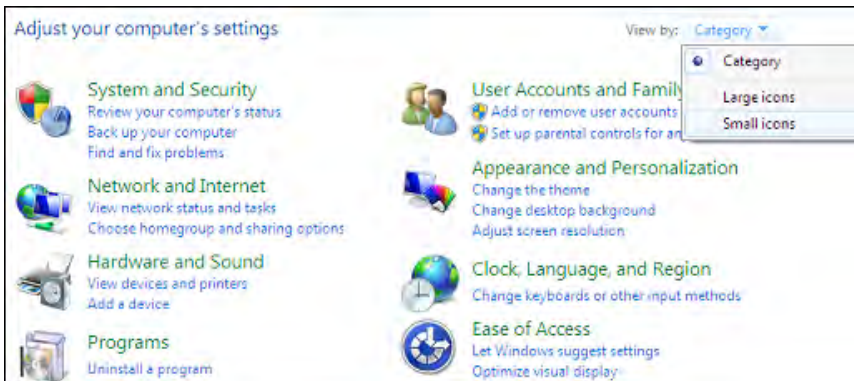 Adjust your computer's settings
View by: Category
Category
Large icons
Small icons
System and Security
Review your computer's status
Back up your computer
Find and fix problems
Network and Internet
View network status and tasks
Choose homegroup and sharing options
Hardware and Sound
View devices and printers
Add a device
Programs
Uninstall a program
User Accounts and Family
Add or remove user accounts
Set up parental controls for
Appearance and Personalization
Change the theme
Change desktop background
Adjust screen resolution
Clock, Language, and Region
Change keyboards or other input methods
Ease of Access
Let Windows suggest settings
Optimize visual display